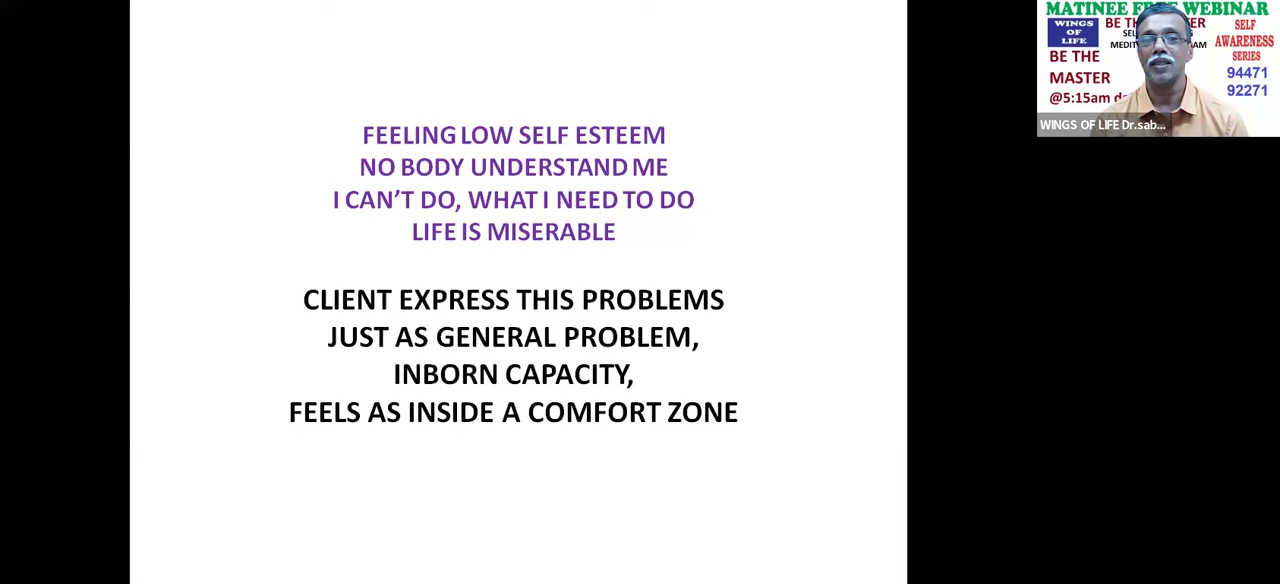 FEELING LOW SELF ESTEEM
NO BODY UNDERSTAND ME
I CAN’T DO, WHAT I NEED TO DO
LIFE IS MISERABLE
CLIENT EXPRESS THIS PROBLEMS
JUST AS GENERAL PROBLEM,
INBORN CAPACITY,
FEELS AS INSIDE A COMFORT ZONE
MATINEE FREE WEBINAR
WINGS
OF
LIFE
BE THE
MASTER
@5:15am
SELF
AWARENESS
SERIES
94471
92271
WINGS OF LIFE Dr.sab...